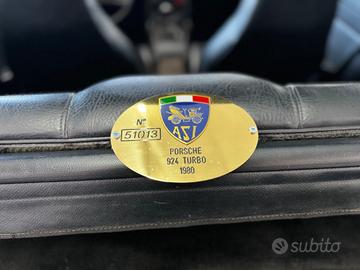 N°
51013
ASI
PORSCHE
924 TURBO
1980
subito